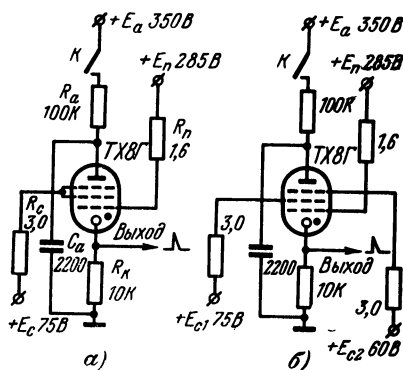 +Eа 350В
К
+Eп 285В
Rа
100К
ТХ8Г
Rп
1,6
Rс
3,0
Cа
2200
Выход
Rк
10К
+Eс 75В
а)
+Eа 350В
К
+Eп 285В
100К
ТХ8Г
1,6
3,0
2200
Выход
10К
3,0
+Eс1 75В
+Eс2 60В
б)